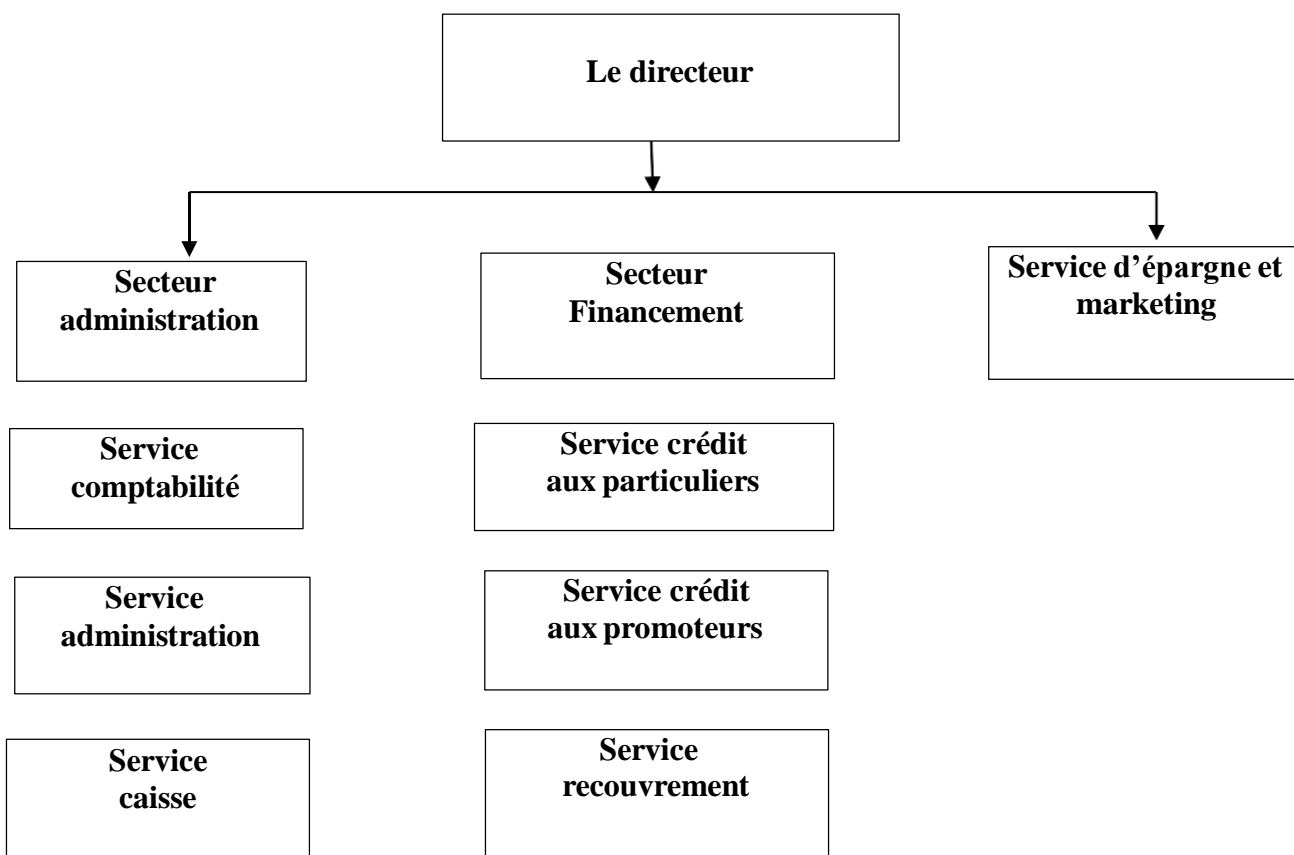 Le directeur
Secteur
administration
Secteur
Financement
Service d’épargne et
marketing
Service
comptabilité
Service crédit
aux particuliers
Service
administration
Service crédit
aux promoteurs
Service
caisse
Service
recouvrement